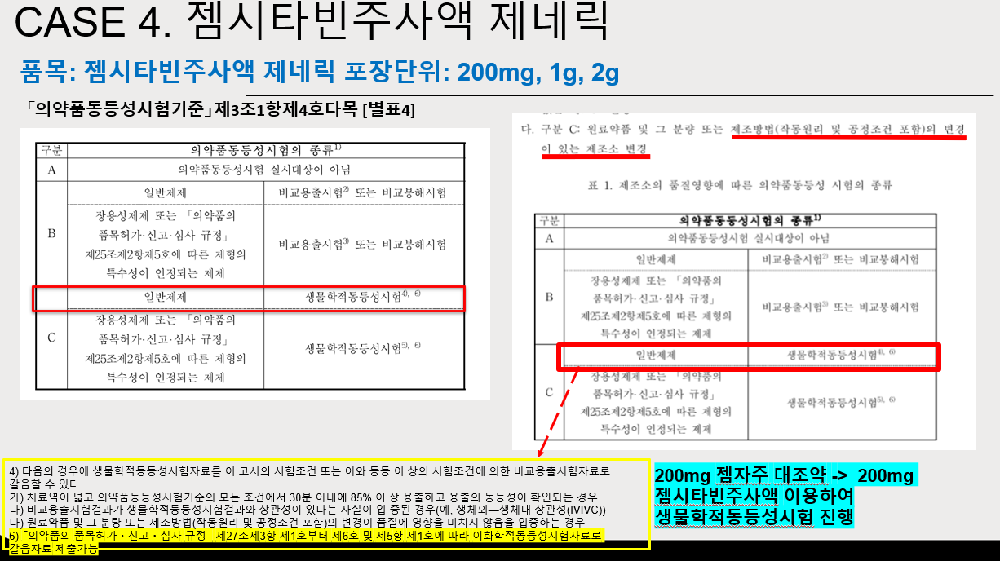 CASE 4. 젬시타빈주사액 제네릭
품목: 젬시타빈주사액 제네릭 포장단위: 200mg, 1g, 2g
「의약품동등성시험기준」제3조1항제4호다목 [별표4]
구분 의약품동등성시험의 종류1)
A 의약품동등성시험 실시대상이 아님
B
일반제제 비교용출시험2) 또는 비교붕해시험
장용성제제 또는 「의약품의
품목허가·신고·심사 규정」
제25조제2항제5호에 따른 제형의
특수성이 인정되는 제제
비교용출시험3) 또는 비교붕해시험
C
일반제제 생물학적동등성시험4), 6)
장용성제제 또는 「의약품의
품목허가·신고·심사 규정」
제25조제2항제5호에 따른 제형의
특수성이 인정되는 제제
생물학적동등성시험5), 6)
다. 구분 C: 원료약품 및 그 분량 또는 제조방법(작동원리 및 공정조건 포함)의 변경
이 있는 제조소 변경
표 1. 제조소의 품질영향에 따른 의약품동등성 시험의 종류
구분 의약품동등성시험의 종류1)
A 의약품동등성시험 실시대상이 아님
B
일반제제 비교용출시험2) 또는 비교붕해시험
장용성제제 또는 「의약품의
품목허가·신고·심사 규정」
제25조제2항제5호에 따른 제형의
특수성이 인정되는 제제
비교용출시험3) 또는 비교붕해시험
C
일반제제 생물학적동등성시험4), 6)
장용성제제 또는 「의약품의
품목허가·신고·심사 규정」
제25조제2항제5호에 따른 제형의
특수성이 인정되는 제제
생물학적동등성시험5), 6)
4) 다음의 경우에 생물학적동등성시험자료를 이 고시의 시험조건 또는 이와 동등 이 상의 시험조건에 의한 비교용출시험자료로
갈음할 수 있다.
가) 치료역이 넓고 의약품동등성시험기준의 모든 조건에서 30분 이내에 85% 이 상 용출하고 용출의 동등성이 확인되는 경우
나) 비교용출시험결과가 생물학적동등성시험결과와 상관성이 있다는 사실이 입 증된 경우(예, 생체외—생체내 상관성(IVIVC))
다) 원료약품 및 그 분량 또는 제조방법(작동원리 및 공정조건 포함)의 변경이 품질에 영향을 미치지 않음을 입증하는 경우
6) 「의약품의 품목허가·신고·심사 규정」 제27조제3항 제1호부터 제6호 및 제5항 제1호에 따라 이화학적동등성시험자료로
갈음자료 제출가능
200mg 젬자주 대조약 -> 200mg
젬시타빈주사액 이용하여
생물학적동등성시험 진행